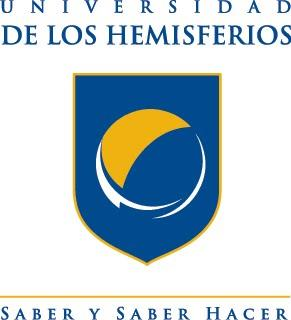 UNIVERSIDAD
DE LOS HEMISFERIOS
SABER Y SABER HACER